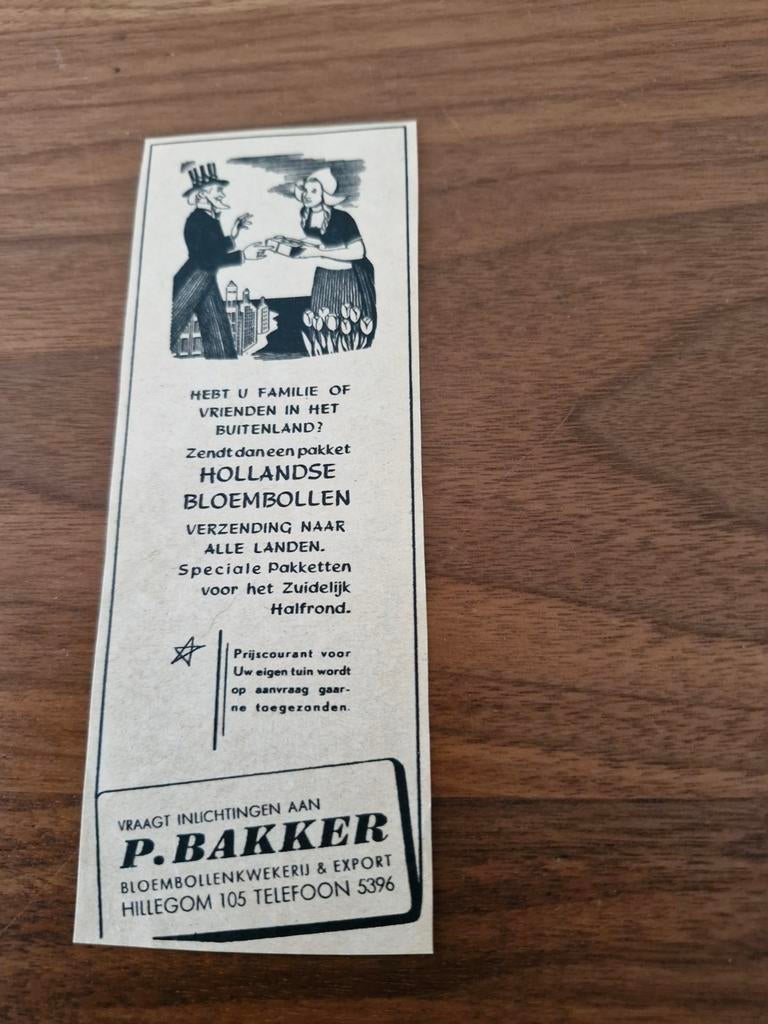 HEBT U FAMILIE OF
VRIENDEN IN HET
BUITENLAND?
Zendt dan een pakket
HOLLANDSE
BLOEMBOLLEN
VERZENDING NAAR
ALLE LANDEN.
Speciale Pakketten
voor het Zuidelijk
Halfrond.
Prijscourant voor
Uw eigen tuin wordt
op aanvraag gaar-
ne toegezonden.
VRAAGT INLICHTINGEN AAN
P. BAKKER
BLOEMBOLLENKWEKERIJ & EXPORT
HILLEGOM 105 TELEFOON 5396